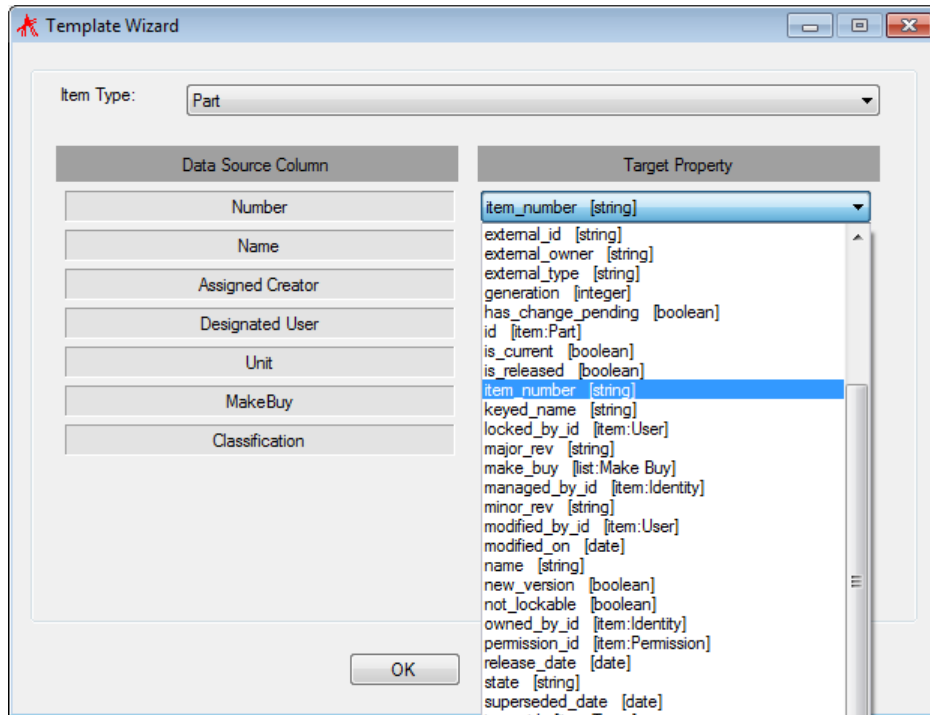 Template Wizard
Item Type:
Part
Data Source Column
Target Property
Number
item_number [string]
Name
Assigned Creator
Designated User
Unit
MakeBuy
Classification
external_id [string]
external_owner [string]
external_type [string]
generation [integer]
has_change_pending [boolean]
id [item:Part]
is_current [boolean]
is_released [boolean]
item_number [string]
keyed_name [string]
locked_by_id [item:User]
major_rev [string]
make_buy [list:Make Buy]
managed_by_id [item:Identity]
minor_rev [string]
modified_by_id [item:User]
modified_on [date]
name [string]
new_version [boolean]
not_lockable [boolean]
owned_by_id [item:Identity]
permission_id [item:Permission]
release_date [date]
state [string]
superseded_date [date]
OK